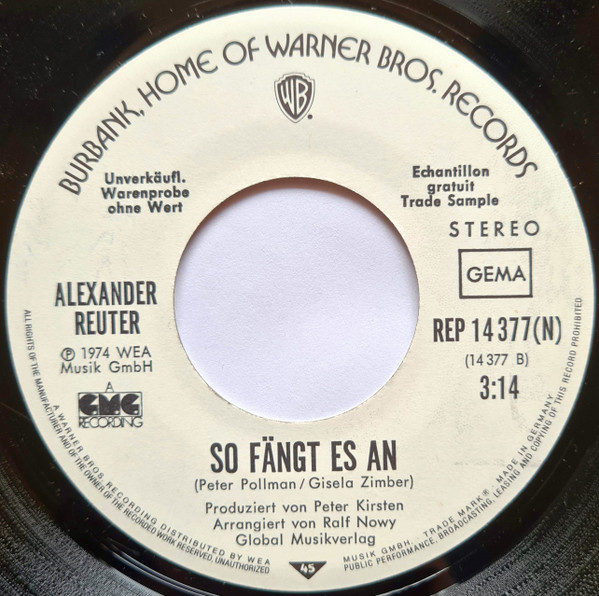 BURBANK, HOME OF WARNER BROS. RECORDS
WB
Unverkäufl.
Warenprobe
ohne Wert
Echantillon
gratuit
Trade Sample
STEREO
GEMA
ALEXANDER
REUTER
Ⓟ 1974 WEA
Musik GmbH
A
GMG
RECORDING
REP 14 377(N)
(14 377 B)
3:14
SO FÄNGT ES AN
(Peter Pollman/Gisela Zimber)
Produziert von Peter Kirsten
Arrangiert von Ralf Nowy
Global Musikverlag
45
A WARNER BROS. RECORDING DISTRIBUTED BY WEA MUSIK GMBH. . . TRADE MARK® MADE IN GERMANY
ALL RIGHTS OF THE MANUFACTURER AND OF THE OWNER OF THE RECORDED WORK RESERVED, UNAUTHORIZED PUBLIC PERFORMANCE, BROADCASTING, LEASING AND COPYING OF THIS RECORD PROHIBITED.